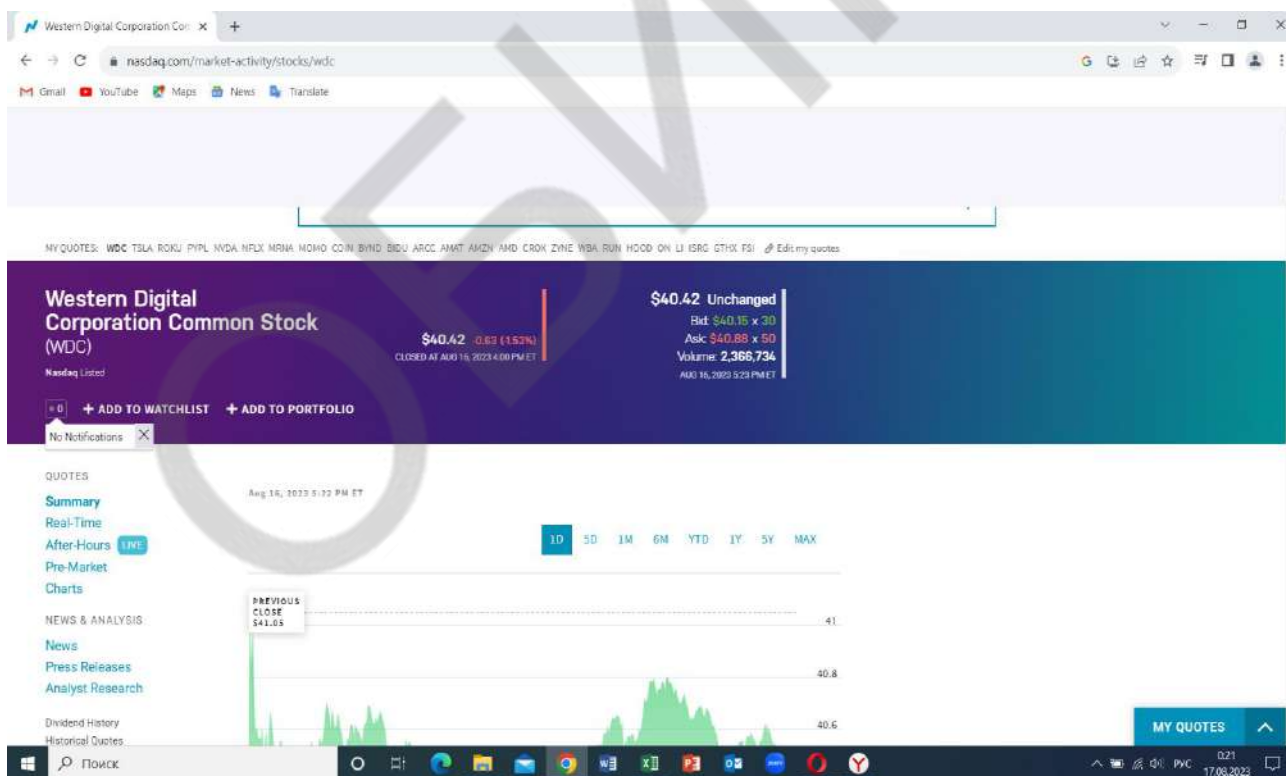 Western Digital Corporation Con
nasdaq.com/market-activity/stocks/wdc
Gmail YouTube Maps News Translate
MY QUOTES: WDC TSLA ROKU PYPL NVDA NFLX MRNA MOMO COIN BYND BIDU ARCC AMAT AMZN AMD CROX ZYNE WBA RUN HOOD ON LI ISRG GTHX FSI Edit my quotes
Western Digital
Corporation Common Stock
(WDC)
Nasdaq Listed
$40.42 -0.63 (-1.53%)
CLOSED AT AUG 16, 2023 4:00 PM ET
$40.42 Unchanged
Bid: $40.15 x 30
Ask: $40.88 x 50
Volume: 2,366,734
AUG 16, 2023 5:23 PM ET
0 + ADD TO WATCHLIST + ADD TO PORTFOLIO
No Notifications X
QUOTES
Summary
Real-Time
After-Hours LIVE
Pre-Market
Charts
NEWS & ANALYSIS
News
Press Releases
Analyst Research
Dividend History
Historical Quotes
Aug 16, 2023 5:22 PM ET
1D 5D 1M 6M YTD 1Y 5Y MAX
PREVIOUS
CLOSE
$41.05
41
40.8
40.6
MY QUOTES
Поиск
РУС
0:21
17.08.2023